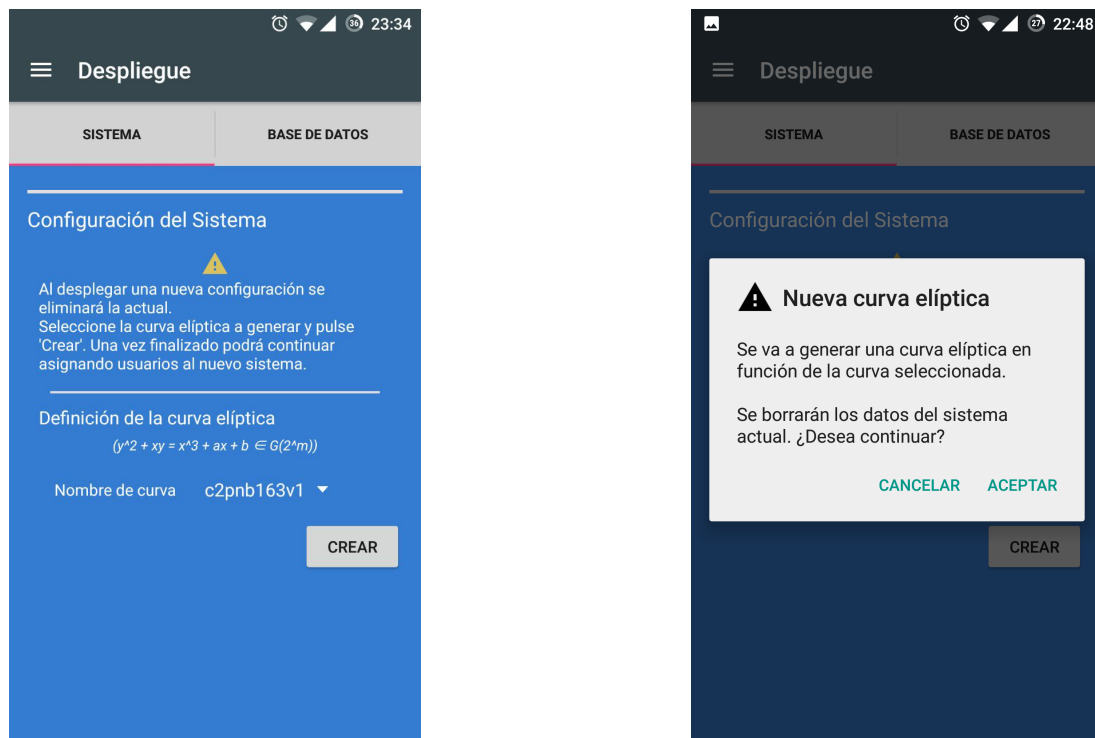 36 23:34
Despliegue
SISTEMA BASE DE DATOS
Configuración del Sistema
Al desplegar una nueva configuración se
eliminará la actual.
Seleccione la curva elíptica a generar y pulse
'Crear'. Una vez finalizado podrá continuar
asignando usuarios al nuevo sistema.
Definición de la curva elíptica
(y^2 + xy = x^3 + ax + b ∈ G(2^m))
Nombre de curva c2pnb163v1
CREAR
27 22:48
Despliegue
SISTEMA BASE DE DATOS
Configuración del Sistema
Nueva curva elíptica
Se va a generar una curva elíptica en
función de la curva seleccionada.
Se borrarán los datos del sistema
actual. ¿Desea continuar?
CANCELAR ACEPTAR
CREAR